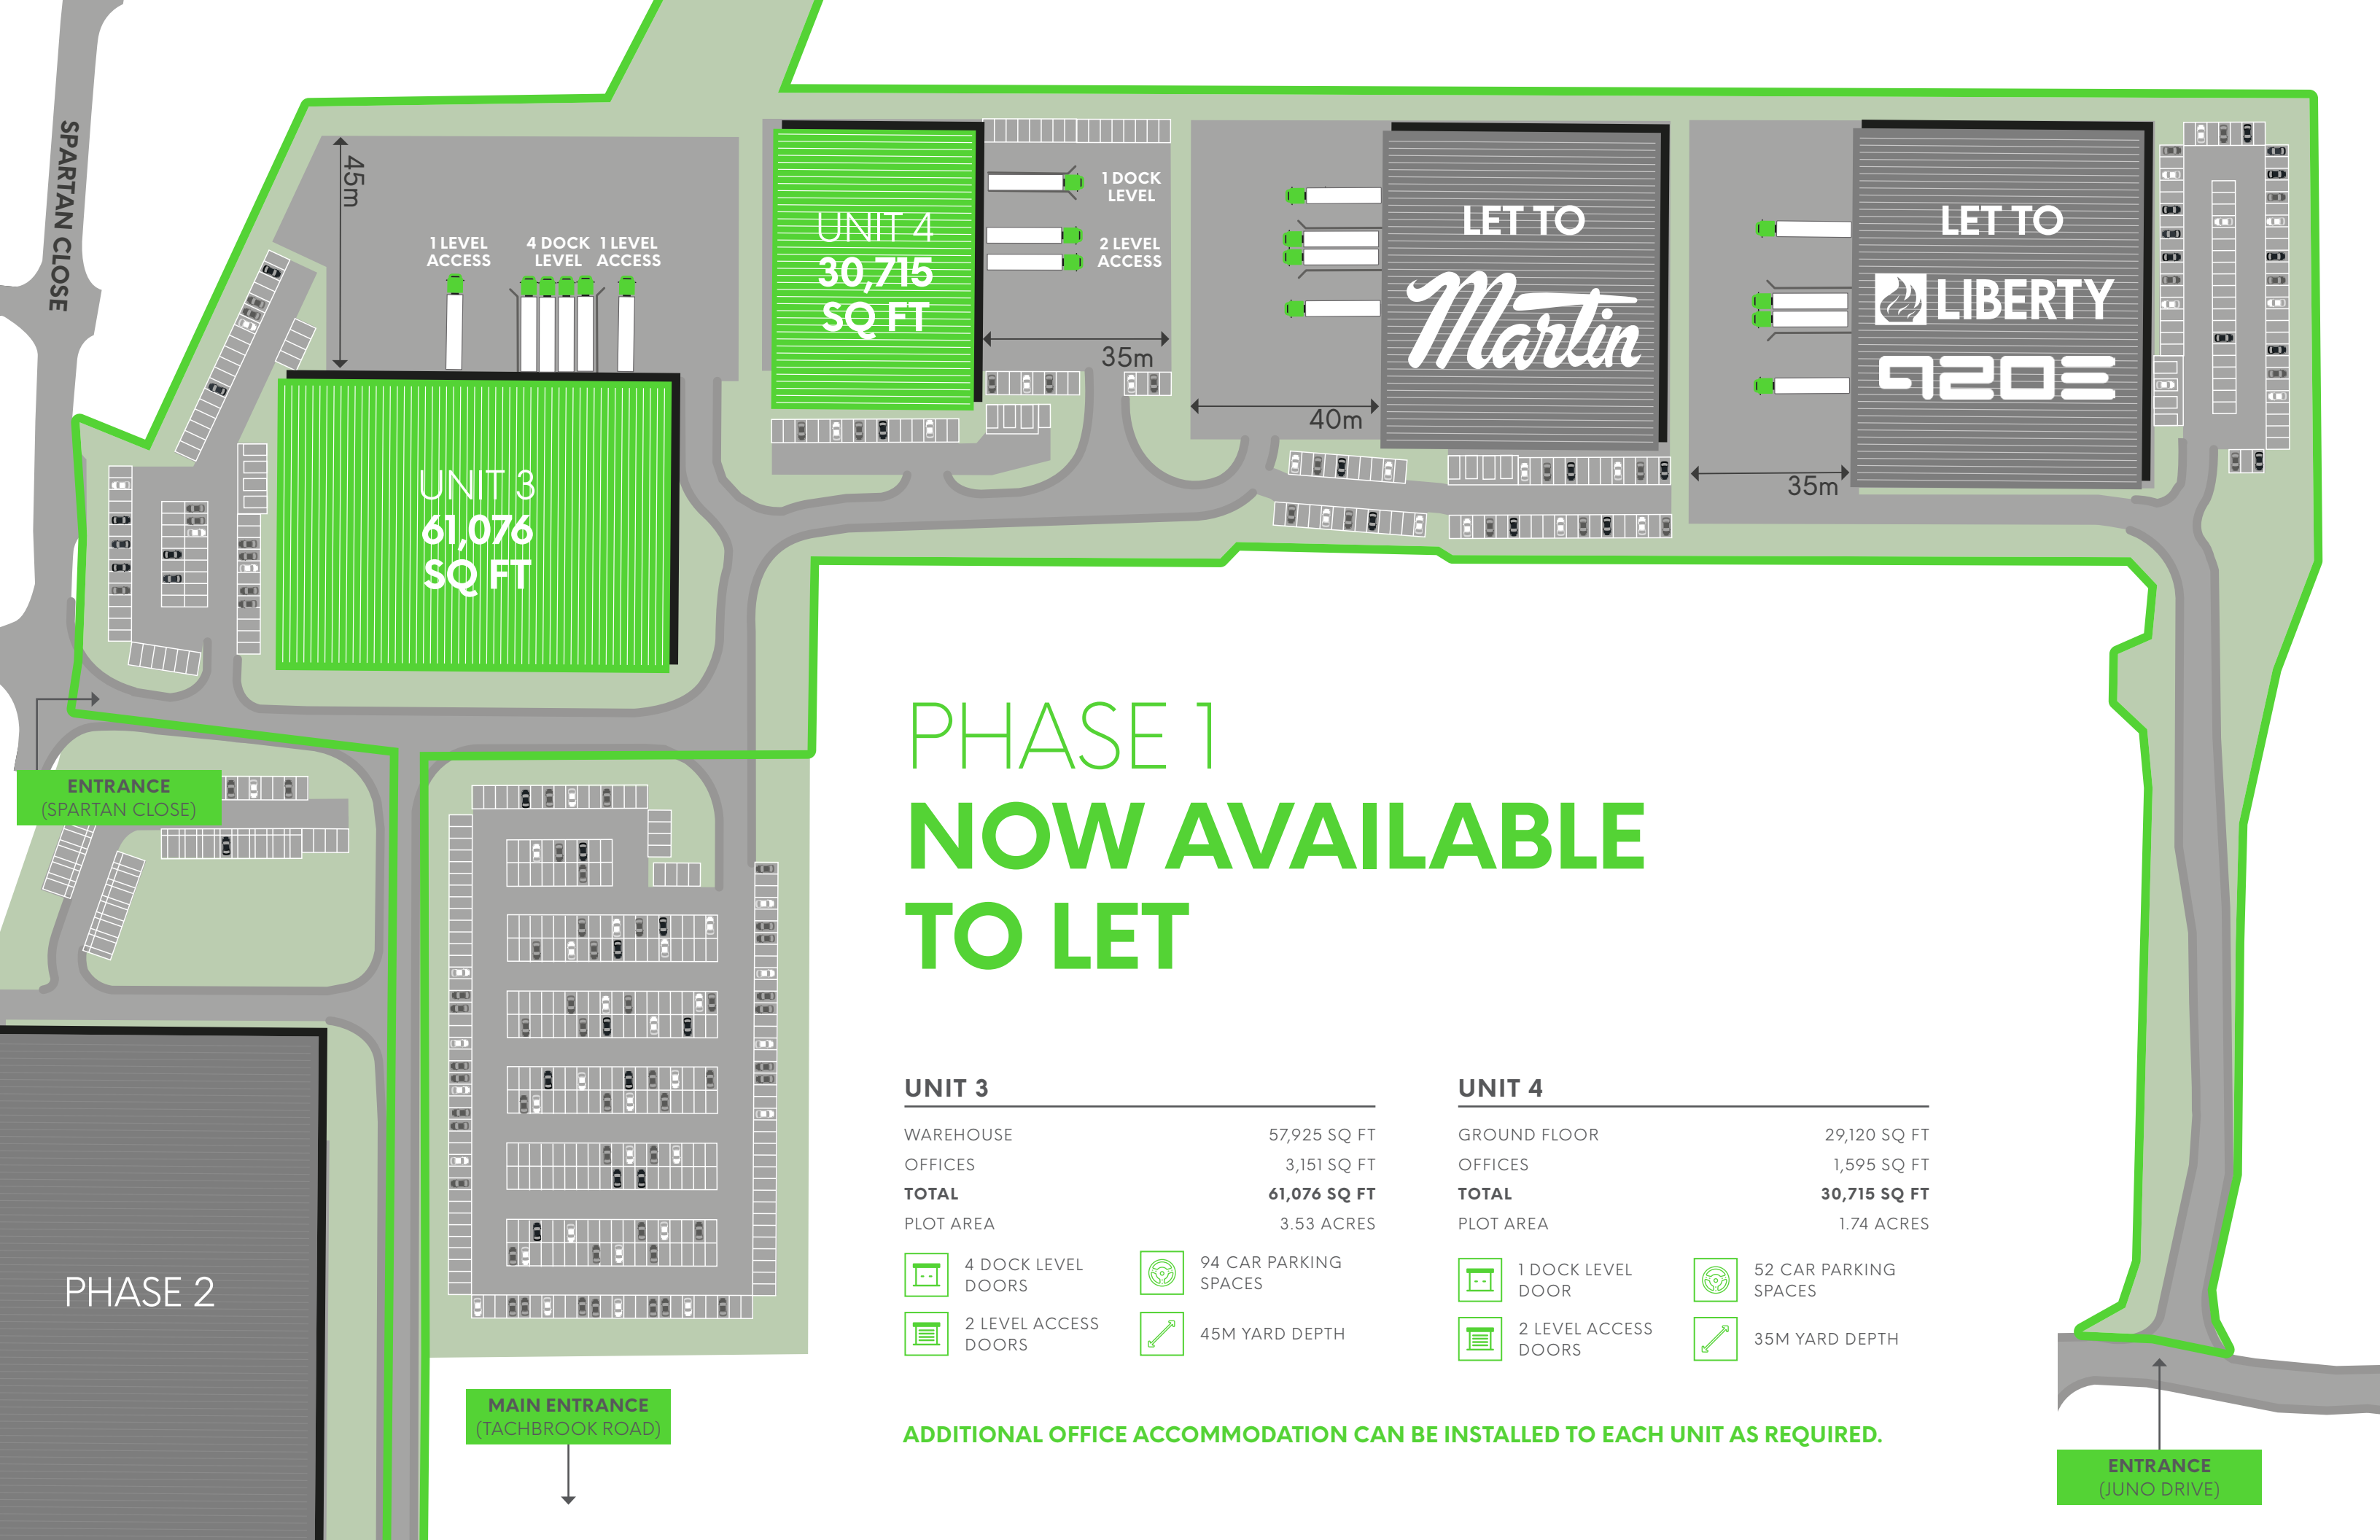 SPARTAN CLOSE
45m
1 LEVEL
ACCESS
4 DOCK
LEVEL
1 LEVEL
ACCESS
UNIT 3
61,076
SQ FT
UNIT 4
30,715
SQ FT
1 DOCK
LEVEL
2 LEVEL
ACCESS
35m
LET TO
Martin
40m
LET TO
LIBERTY
35m
ENTRANCE
(SPARTAN CLOSE)
PHASE 1
NOW AVAILABLE
TO LET
PHASE 2
UNIT 3
WAREHOUSE 57,925 SQ FT
OFFICES 3,151 SQ FT
TOTAL 61,076 SQ FT
PLOT AREA 3.53 ACRES
4 DOCK LEVEL
DOORS
94 CAR PARKING
SPACES
2 LEVEL ACCESS
DOORS
45M YARD DEPTH
UNIT 4
GROUND FLOOR 29,120 SQ FT
OFFICES 1,595 SQ FT
TOTAL 30,715 SQ FT
PLOT AREA 1.74 ACRES
1 DOCK LEVEL
DOOR
52 CAR PARKING
SPACES
2 LEVEL ACCESS
DOORS
35M YARD DEPTH
MAIN ENTRANCE
(TACHBROOK ROAD)
ADDITIONAL OFFICE ACCOMMODATION CAN BE INSTALLED TO EACH UNIT AS REQUIRED.
ENTRANCE
(JUNO DRIVE)